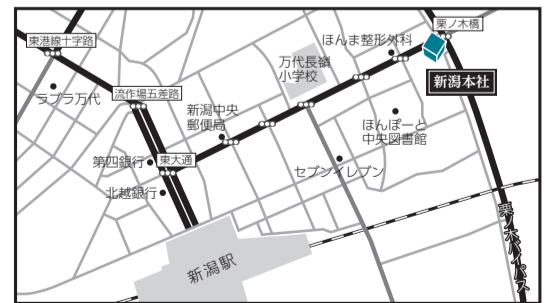 栗ノ木橋
東港線十字路
ほんま整形外科
万代長嶺
小学校
新潟本社
ラブラ万代
流作場五差路
新潟中央
郵便局
ほんぽーと
中央図書館
第四銀行
東大通
セブンイレブン
北越銀行
栗ノ木バイパス
新潟駅